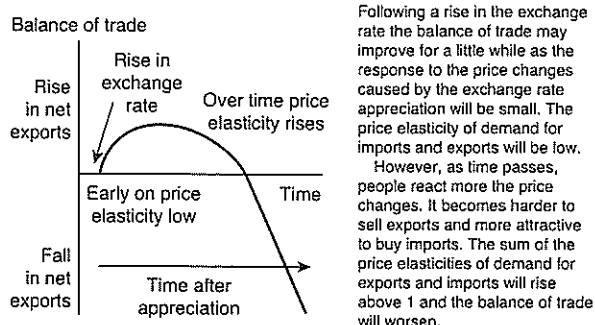 Balance of trade
Rise in
exchange
rate
Rise
in net
exports
Over time price
elasticity rises
Early on price
elasticity low
Time
Fall
in net
exports
Time after
appreciation
Following a rise in the exchange
rate the balance of trade may
improve for a little while as the
response to the price changes
caused by the exchange rate
appreciation will be small. The
price elasticity of demand for
imports and exports will be low.
However, as time passes,
people react more the price
changes. It becomes harder to
sell exports and more attractive
to buy imports. The sum of the
price elasticities of demand for
exports and imports will rise
above 1 and the balance of trade
will worsen.